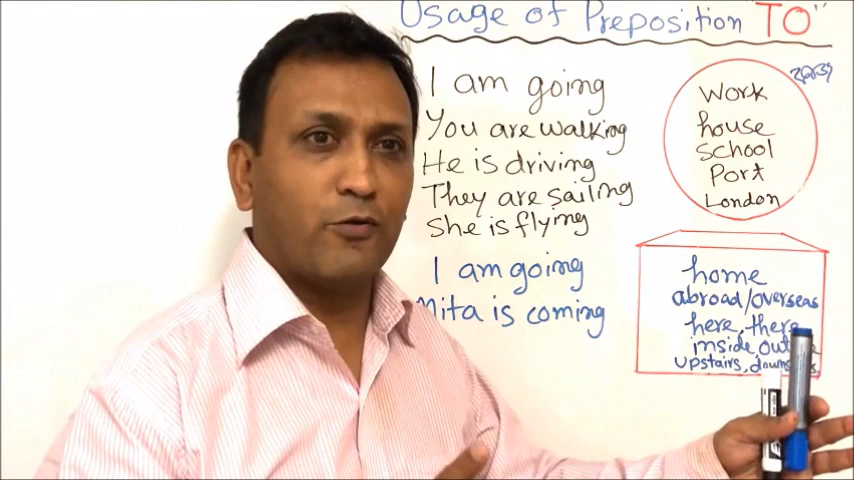 Usage of Preposition "TO"
I am going
You are walking
He is driving
They are sailing
She is flying
I am going
Mita is coming
work
house
school
Port
London
home
abroad/overseas
here, there
inside,
upstairs,